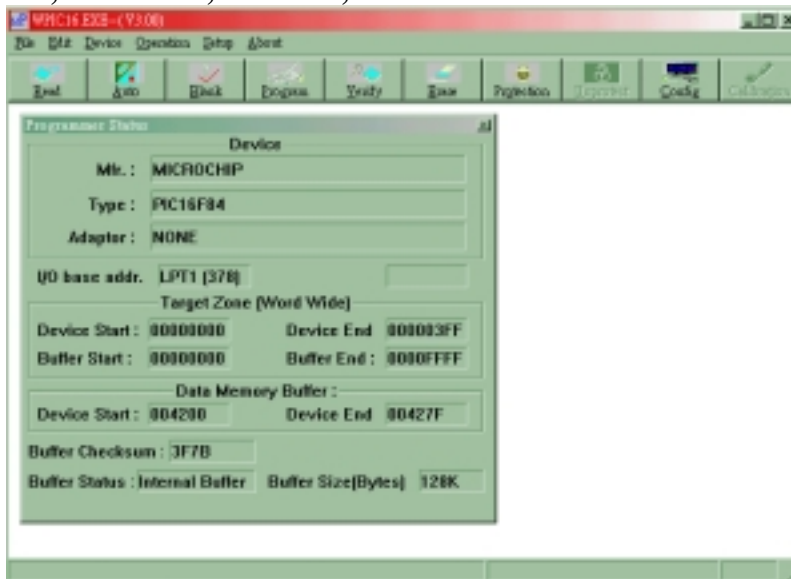 WPIC16.EXE--(V3.00)
File Edit Device Operation Setup About
Read Auto Blank Program Verify Erase Protection Config
Programmer Status
Device
Mfr. : MICROCHIP
Type : PIC16F84
Adaptor : NONE
I/O base addr. LPT1 (378)
Target Zone (Word Wide)
Device Start : 00000000 Device End 000003FF
Buffer Start : 00000000 Buffer End : 0000FFFF
Data Memory Buffer :
Device Start : 004200 Device End 00427F
Buffer Checksum : 3F7B
Buffer Status : Internal Buffer Buffer Size(Bytes) 128K